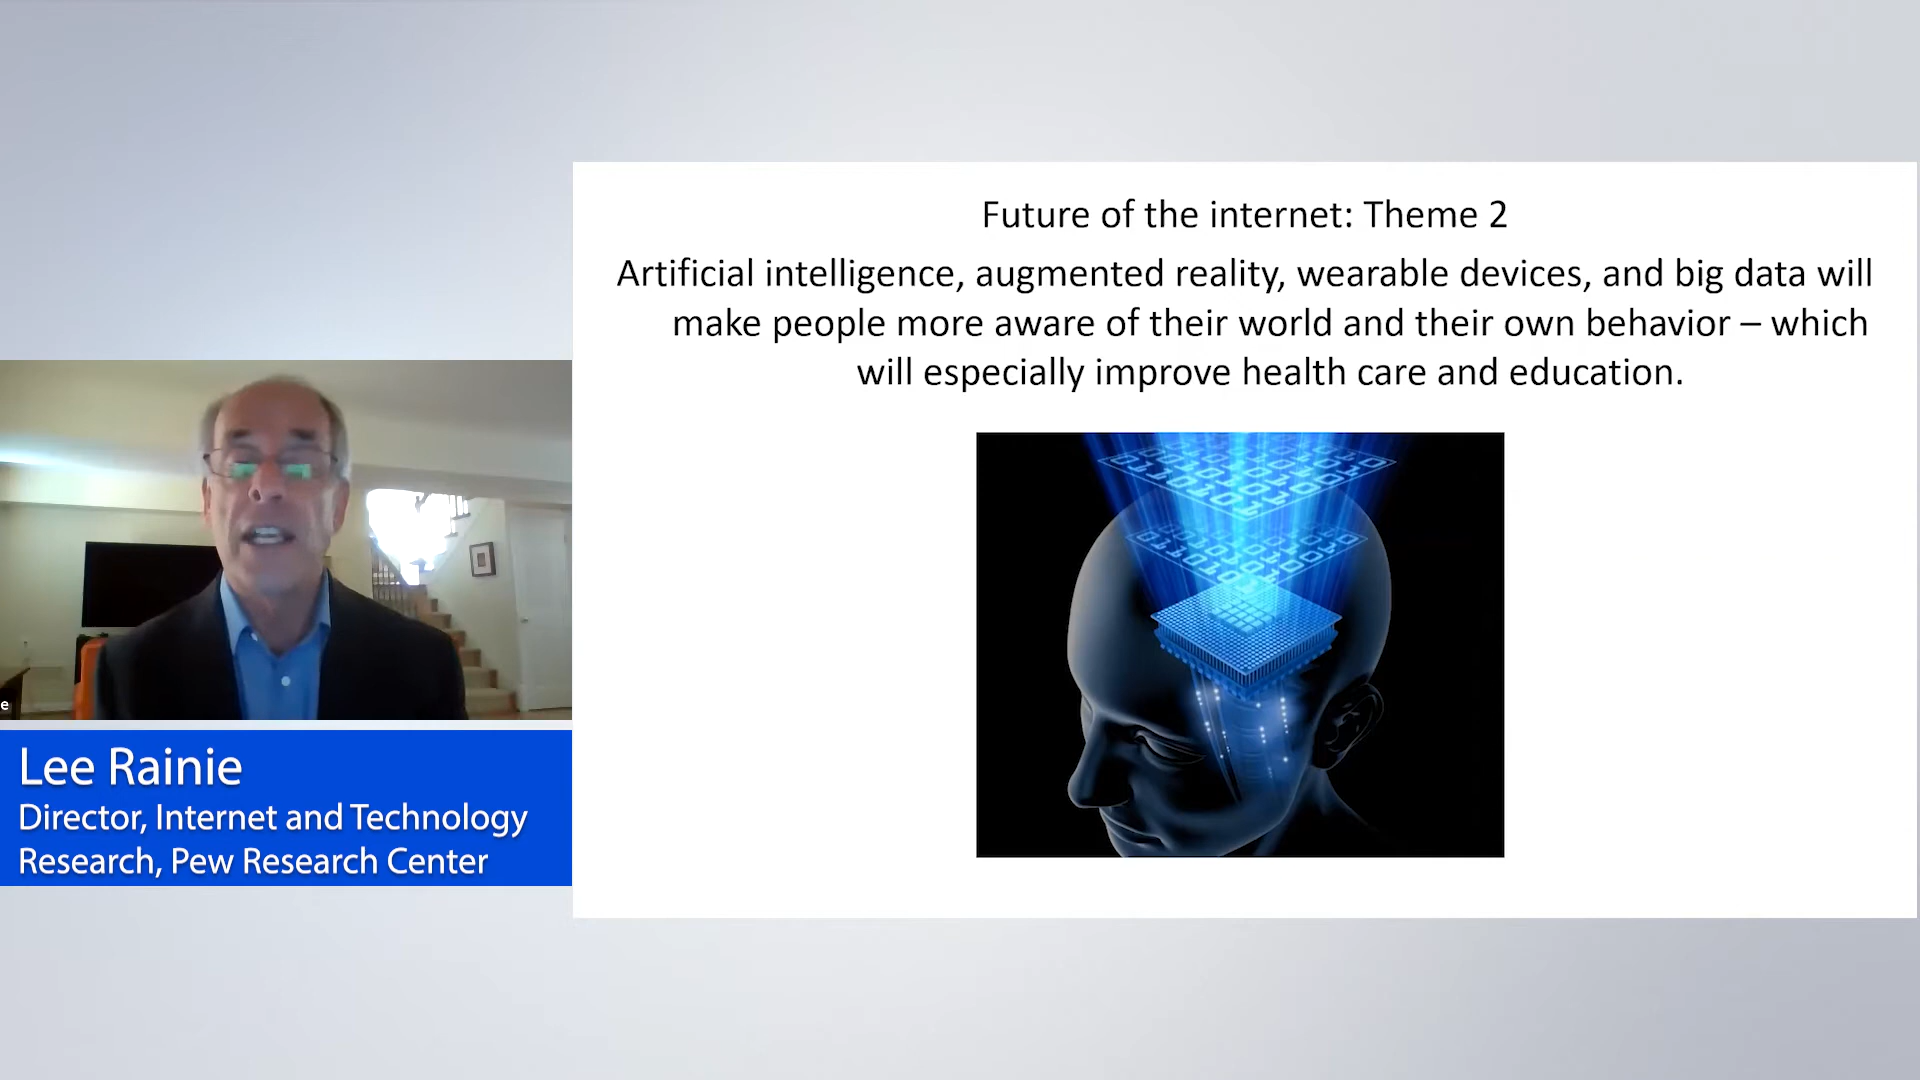 Future of the internet: Theme 2
Artificial intelligence, augmented reality, wearable devices, and big data will
make people more aware of their world and their own behavior – which
will especially improve health care and education.
e
Lee Rainie
Director, Internet and Technology
Research, Pew Research Center